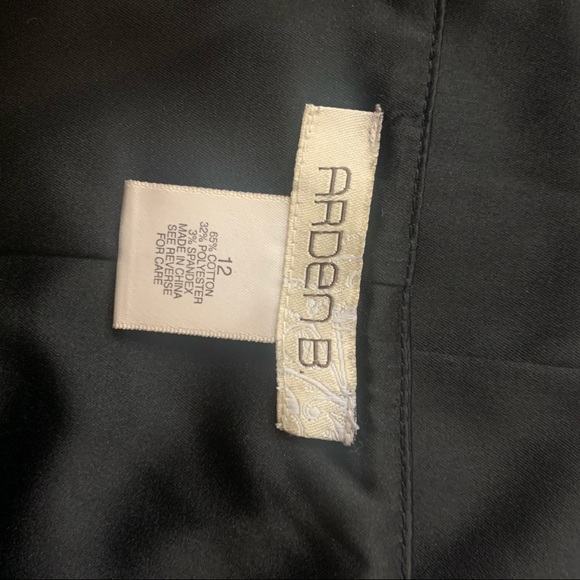 ARDen B.
12
65% COTTON
32% POLYESTER
3% SPANDEX
MADE IN CHINA
SEE REVERSE
FOR CARE